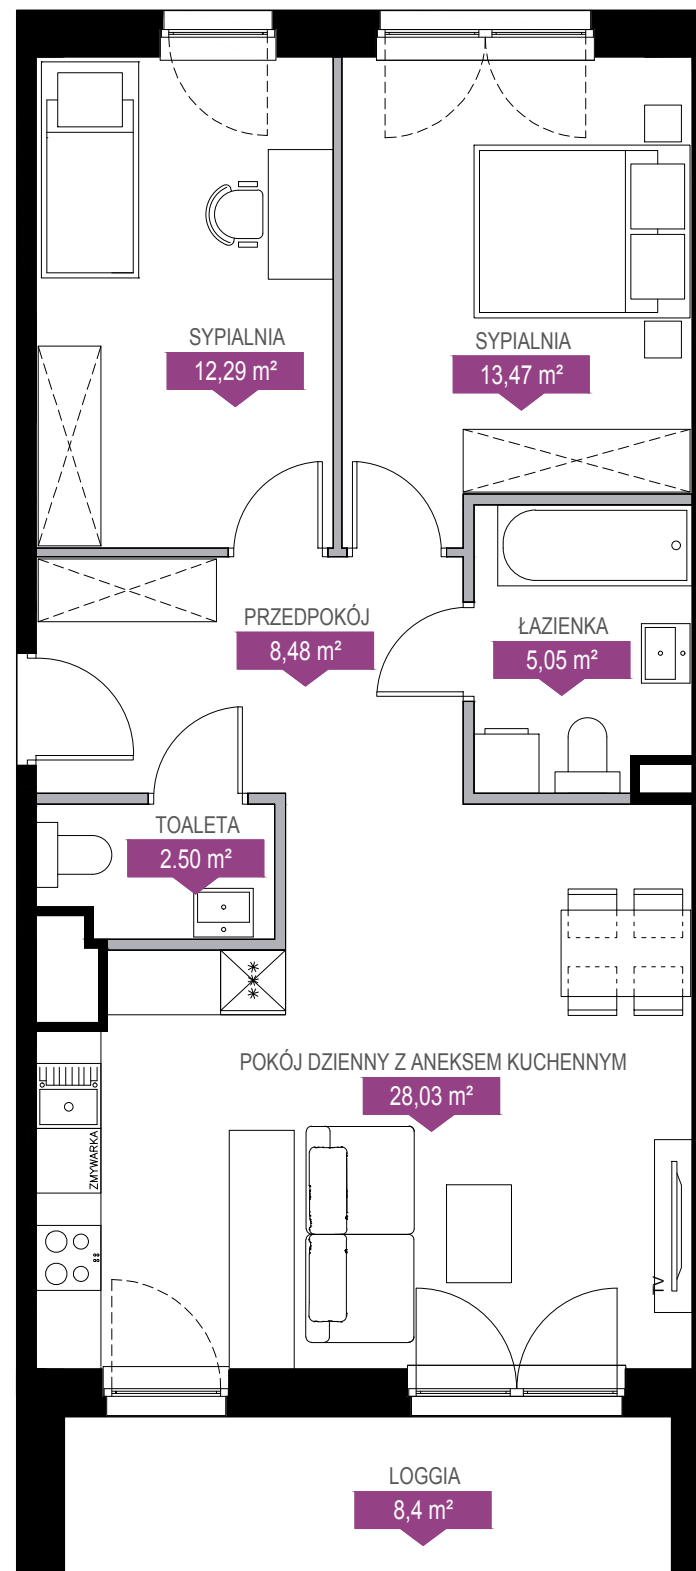 SYPIALNIA
12,29 m²
SYPIALNIA
13,47 m²
PRZEDPOKÓJ
8,48 m²
ŁAZIENKA
5,05 m²
TOALETA
2.50 m²
POKÓJ DZIENNY Z ANEKSEM KUCHENNYM
28,03 m²
ZMYWARKA
TV
LOGGIA
8,4 m²